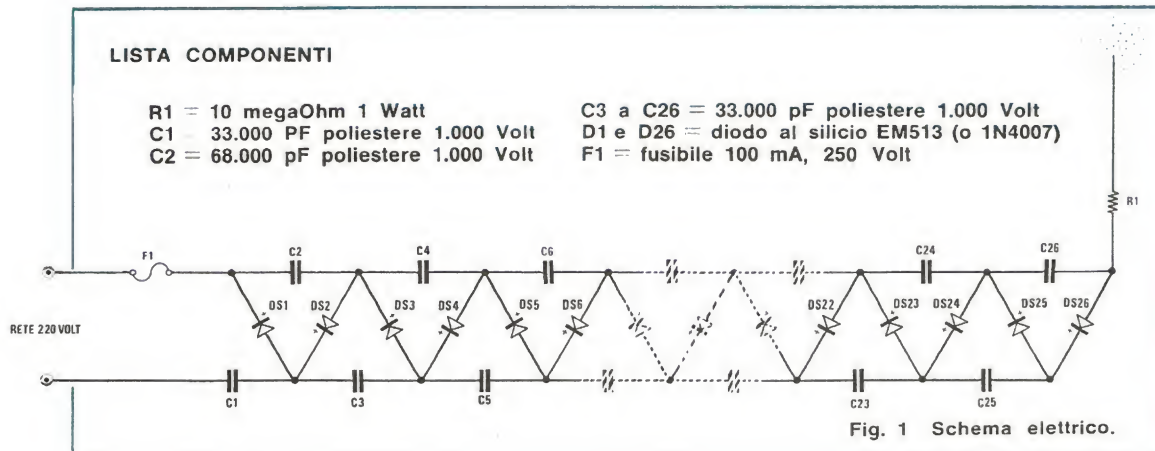 LISTA COMPONENTI
R1 = 10 megaOhm 1 Watt
C1 = 33.000 PF poliestere 1.000 Volt
C2 = 68.000 pF poliestere 1.000 Volt
C3 a C26 = 33.000 pF poliestere 1.000 Volt
D1 e D26 = diodo al silicio EM513 (o 1N4007)
F1 = fusibile 100 mA, 250 Volt
R1
F1
C2
C4
C6
C24
C26
RETE 220 VOLT
DS1
DS2
DS3
DS4
DS5
DS6
DS22
DS23
DS24
DS25
DS26
C1
C3
C5
C23
C25
Fig. 1 Schema elettrico.